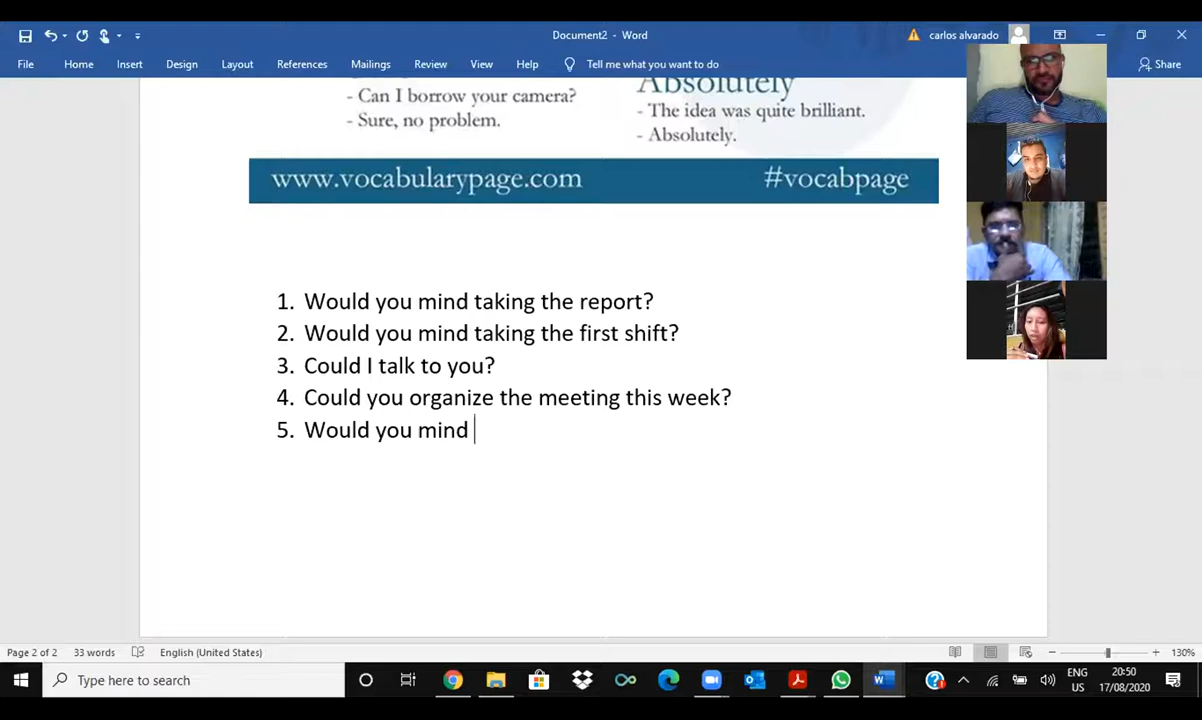 Document2 - Word
carlos alvarado
File Home Insert Design Layout References Mailings Review View Help Tell me what you want to do Share
- Can I borrow your camera?
- Sure, no problem.
Absolutely
- The idea was quite brilliant.
- Absolutely.
www.vocabularypage.com #vocabpage
1. Would you mind taking the report?
2. Would you mind taking the first shift?
3. Could I talk to you?
4. Could you organize the meeting this week?
5. Would you mind
Page 2 of 2 33 words English (United States) 130%
Type here to search
ENG
US
20:50
17/08/2020